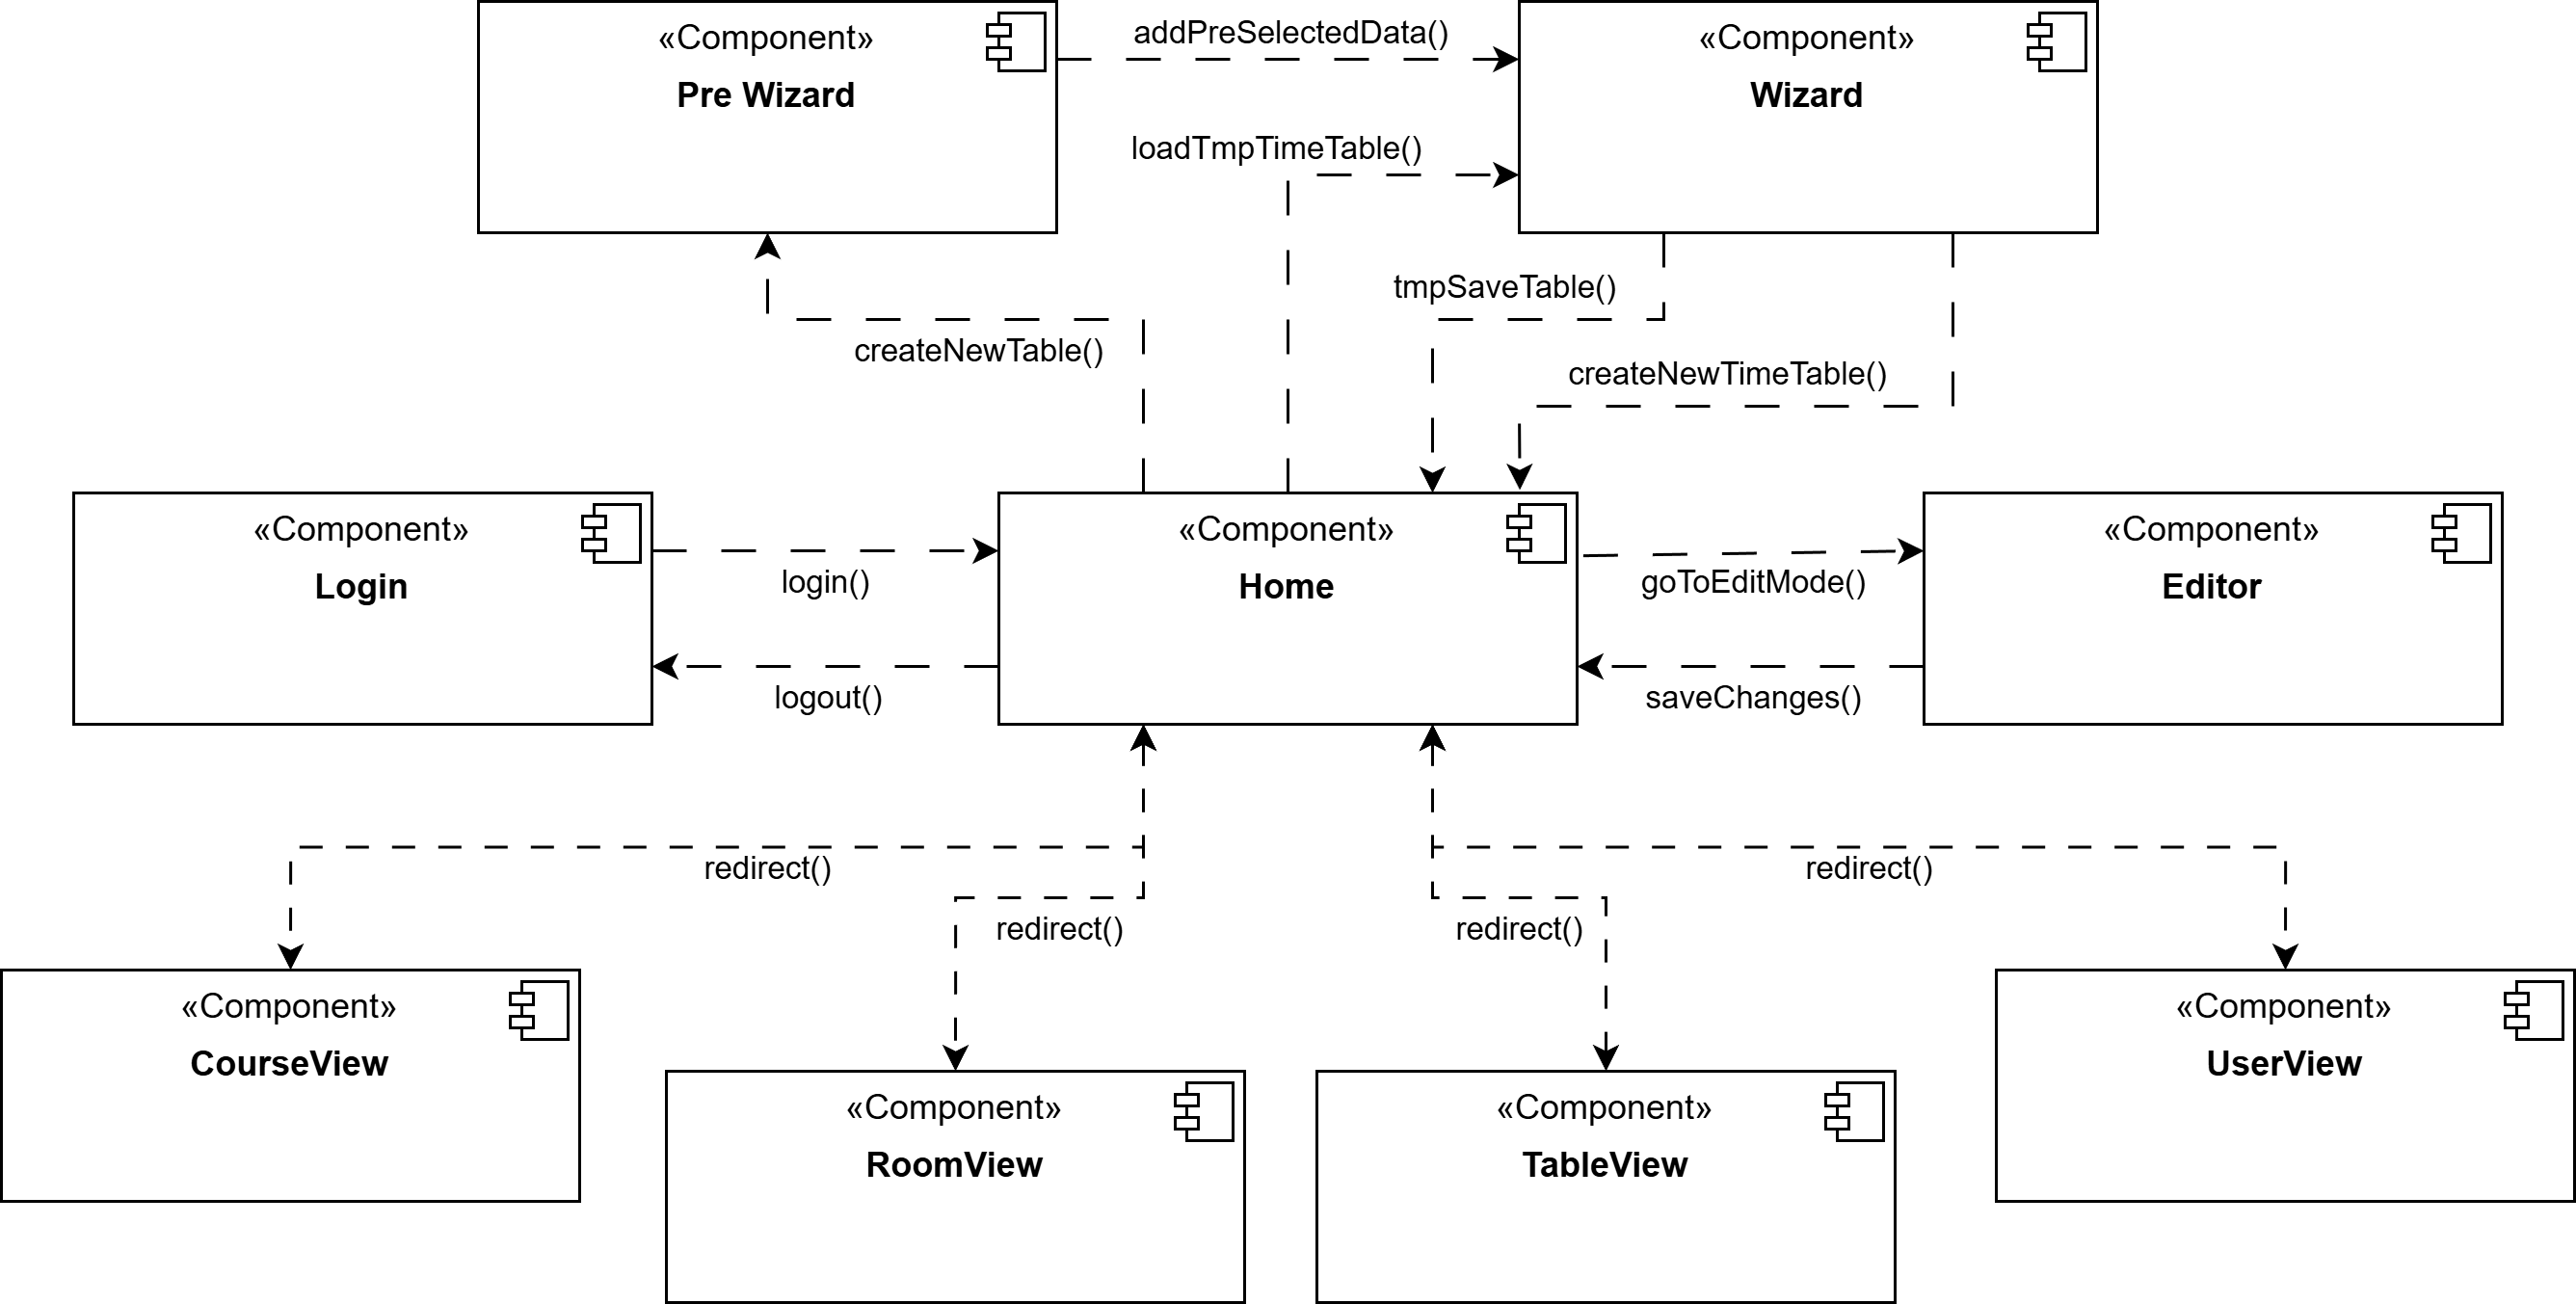 «Component»
Pre Wizard
addPreSelectedData()
«Component»
Wizard
loadTmpTimeTable()
tmpSaveTable()
createNewTable()
createNewTimeTable()
«Component»
Login
login()
logout()
«Component»
Home
goToEditMode()
saveChanges()
«Component»
Editor
redirect()
redirect()
redirect()
redirect()
«Component»
CourseView
«Component»
RoomView
«Component»
TableView
«Component»
UserView